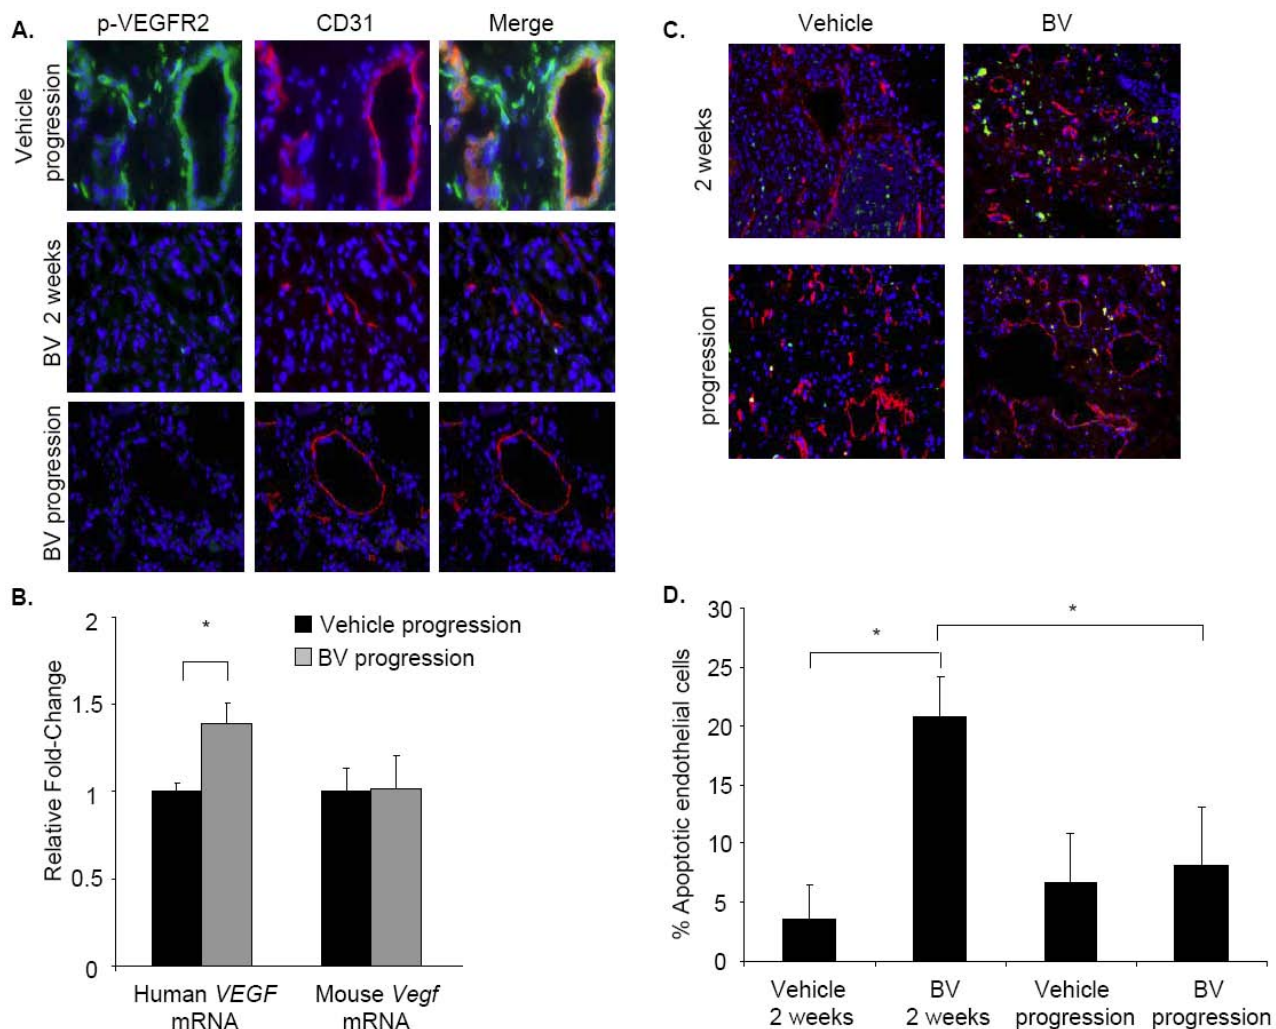 A.
p-VEGFR2 CD31 Merge
Vehicle
progression
BV 2 weeks
BV progression
B.
2
1.5
1
0.5
0
Relative Fold-Change
*
Vehicle progression
BV progression
Human VEGF
mRNA
Mouse Vegf
mRNA
C.
Vehicle BV
2 weeks
progression
D.
30
25
20
15
10
5
0
% Apoptotic endothelial cells
*
*
Vehicle
2 weeks
BV
2 weeks
Vehicle
progression
BV
progression